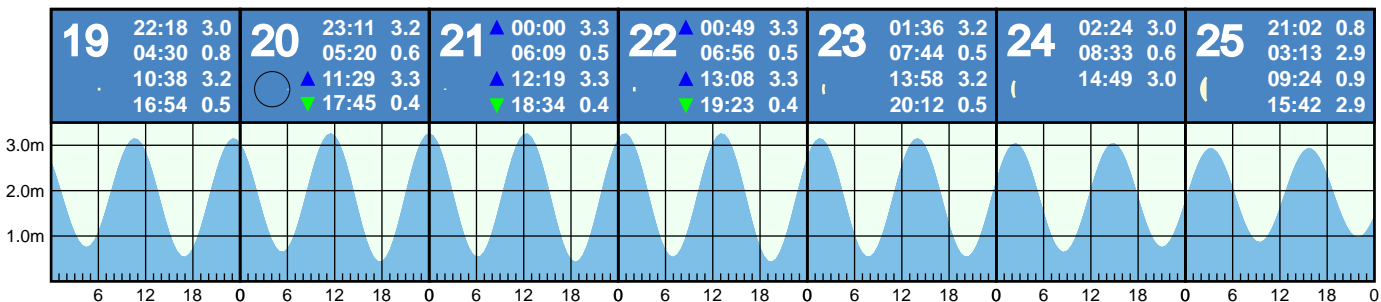 19
22:18 3.0
04:30 0.8
10:38 3.2
16:54 0.5
20
23:11 3.2
05:20 0.6
▲ 11:29 3.3
▼ 17:45 0.4
21
▲ 00:00 3.3
06:09 0.5
▲ 12:19 3.3
▼ 18:34 0.4
22
▲ 00:49 3.3
06:56 0.5
▲ 13:08 3.3
▼ 19:23 0.4
23
01:36 3.2
07:44 0.5
13:58 3.2
20:12 0.5
24
02:24 3.0
08:33 0.6
14:49 3.0
25
21:02 0.8
03:13 2.9
09:24 0.9
15:42 2.9
3.0m
2.0m
1.0m
6 12 18 0 6 12 18 0 6 12 18 0 6 12 18 0 6 12 18 0 6 12 18 0 6 12 18 0